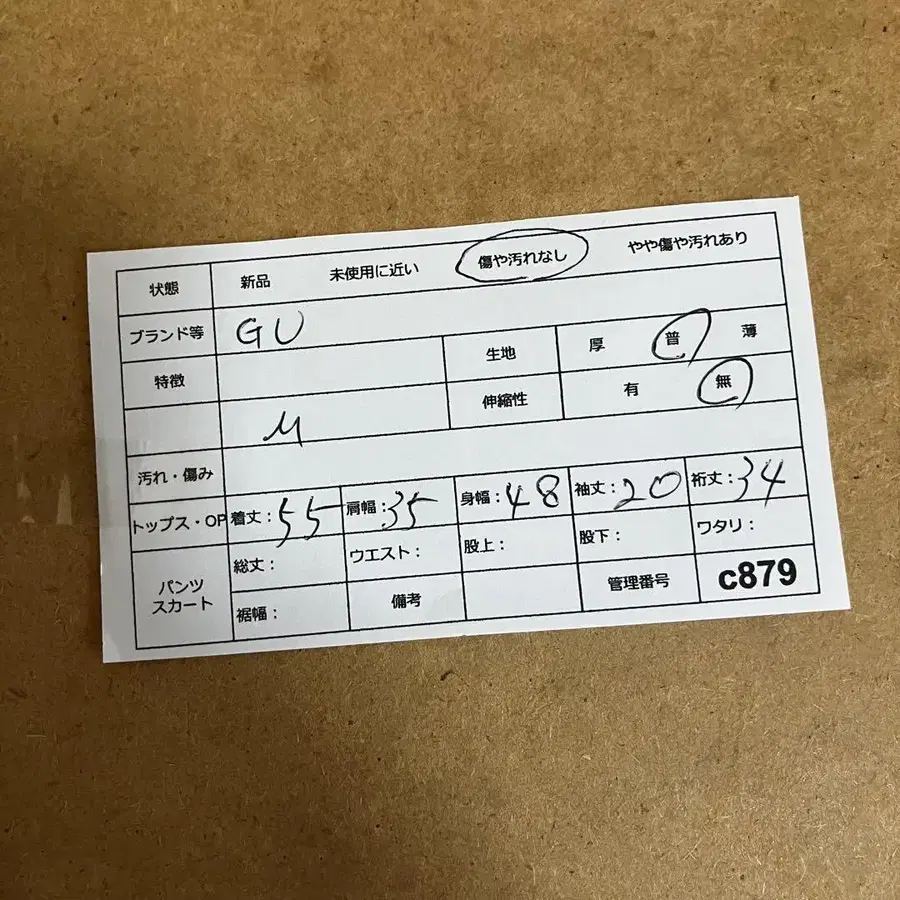 状態 新品 未使用に近い 傷や汚れなし やや傷や汚れあり
ブランド等 GU
特徴 生地 厚 普 薄
M 伸縮性 有 無
汚れ・傷み
トップス・OP 着丈:55 肩幅:35 身幅:48 袖丈:20 裄丈:34
パンツ スカート 総丈: ウエスト: 股上: 股下: ワタリ:
裾幅: 備考 管理番号 c879